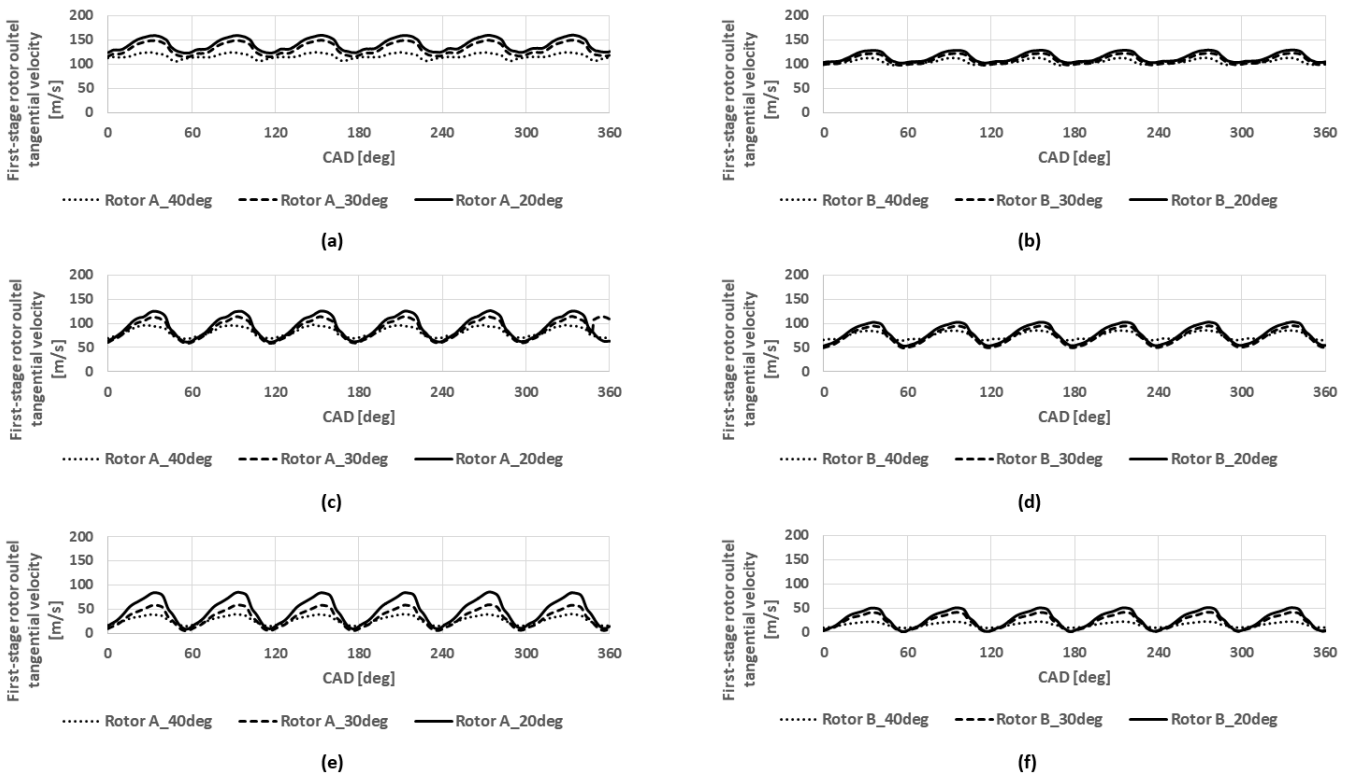 First-stage rotor oultel
tangential velocity
[m/s]
200
150
100
50
0
0 60 120 180 240 300 360
CAD [deg]
Rotor A_40deg Rotor A_30deg Rotor A_20deg
(a)
First-stage rotor oultel
tangential velocity
[m/s]
200
150
100
50
0
0 60 120 180 240 300 360
CAD [deg]
Rotor B_40deg Rotor B_30deg Rotor B_20deg
(b)
First-stage rotor oultel
tangential velocity
[m/s]
200
150
100
50
0
0 60 120 180 240 300 360
CAD [deg]
Rotor A_40deg Rotor A_30deg Rotor A_20deg
(c)
First-stage rotor oultel
tangential velocity
[m/s]
200
150
100
50
0
0 60 120 180 240 300 360
CAD [deg]
Rotor B_40deg Rotor B_30deg Rotor B_20deg
(d)
First-stage rotor oultel
tangential velocity
[m/s]
200
150
100
50
0
0 60 120 180 240 300 360
CAD [deg]
Rotor A_40deg Rotor A_30deg Rotor A_20deg
(e)
First-stage rotor oultel
tangential velocity
[m/s]
200
150
100
50
0
0 60 120 180 240 300 360
CAD [deg]
Rotor B_40deg Rotor B_30deg Rotor B_20deg
(f)